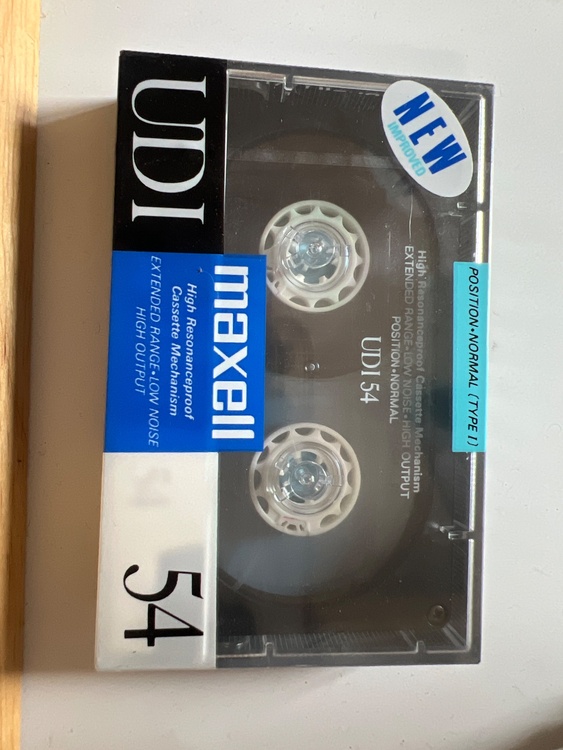 UDI
maxell
High Resonanceproof
Cassette Mechanism
EXTENDED RANGE•LOW NOISE
HIGH OUTPUT
54
NEW
IMPROVED
POSITION•NORMAL (TYPE I)
High Resonanceproof Cassette Mechanism
EXTENDED RANGE•LOW NOISE•HIGH OUTPUT
POSITION•NORMAL
UDI 54